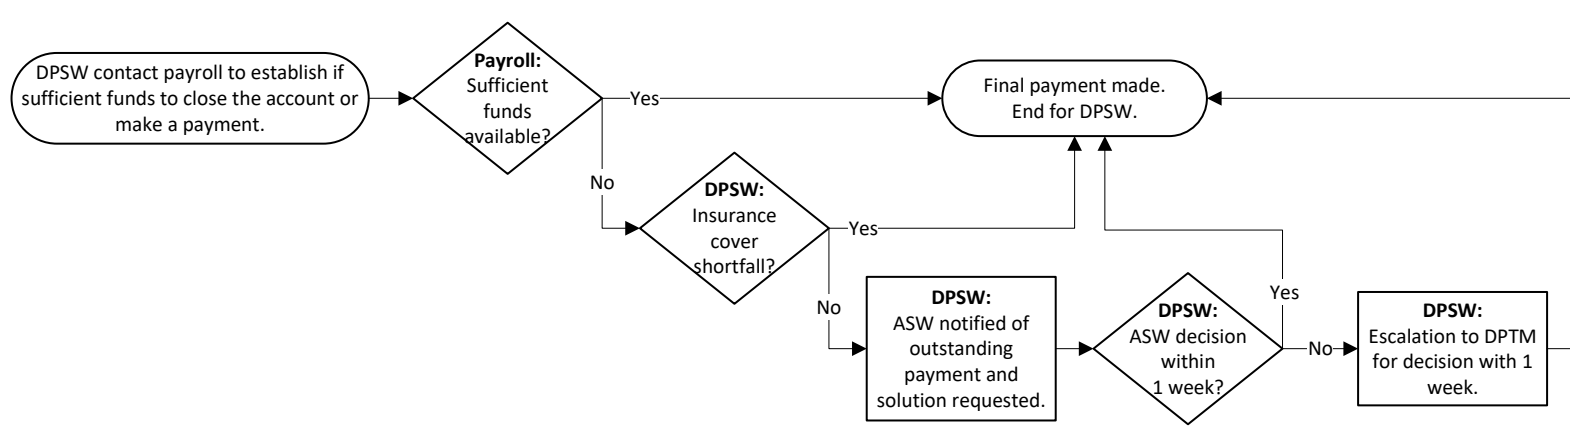 DPSW contact payroll to establish if
sufficient funds to close the account or
make a payment.
Payroll:
Sufficient
funds
available?
Yes
Final payment made.
End for DPSW.
No
DPSW:
Insurance
cover
shortfall?
Yes
No
DPSW:
ASW notified of
outstanding
payment and
solution requested.
DPSW:
ASW decision
within
1 week?
Yes
No
DPSW:
Escalation to DPTM
for decision with 1
week.